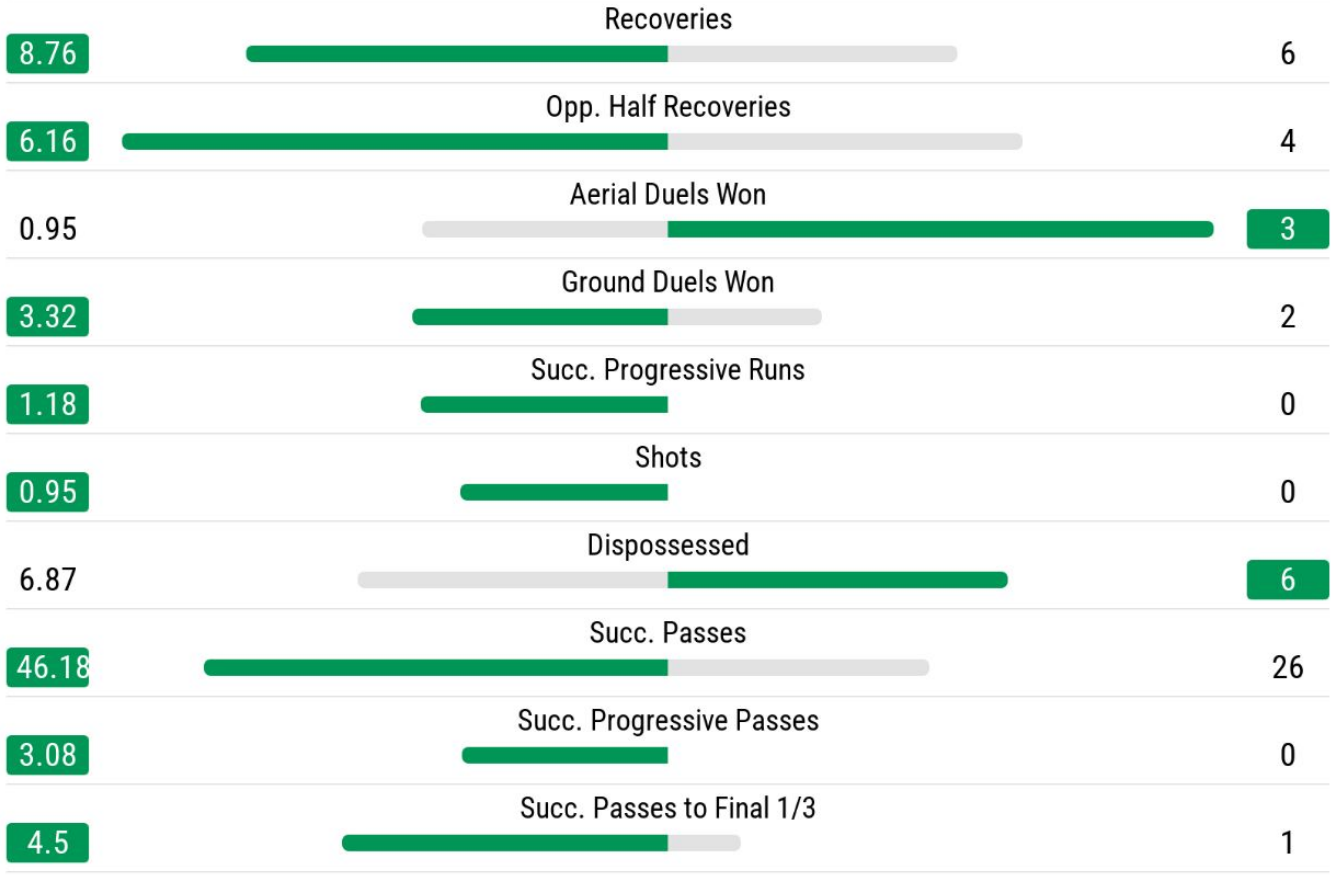 Recoveries
8.76 6
Opp. Half Recoveries
6.16 4
Aerial Duels Won
0.95 3
Ground Duels Won
3.32 2
Succ. Progressive Runs
1.18 0
Shots
0.95 0
Dispossessed
6.87 6
Succ. Passes
46.18 26
Succ. Progressive Passes
3.08 0
Succ. Passes to Final 1/3
4.5 1